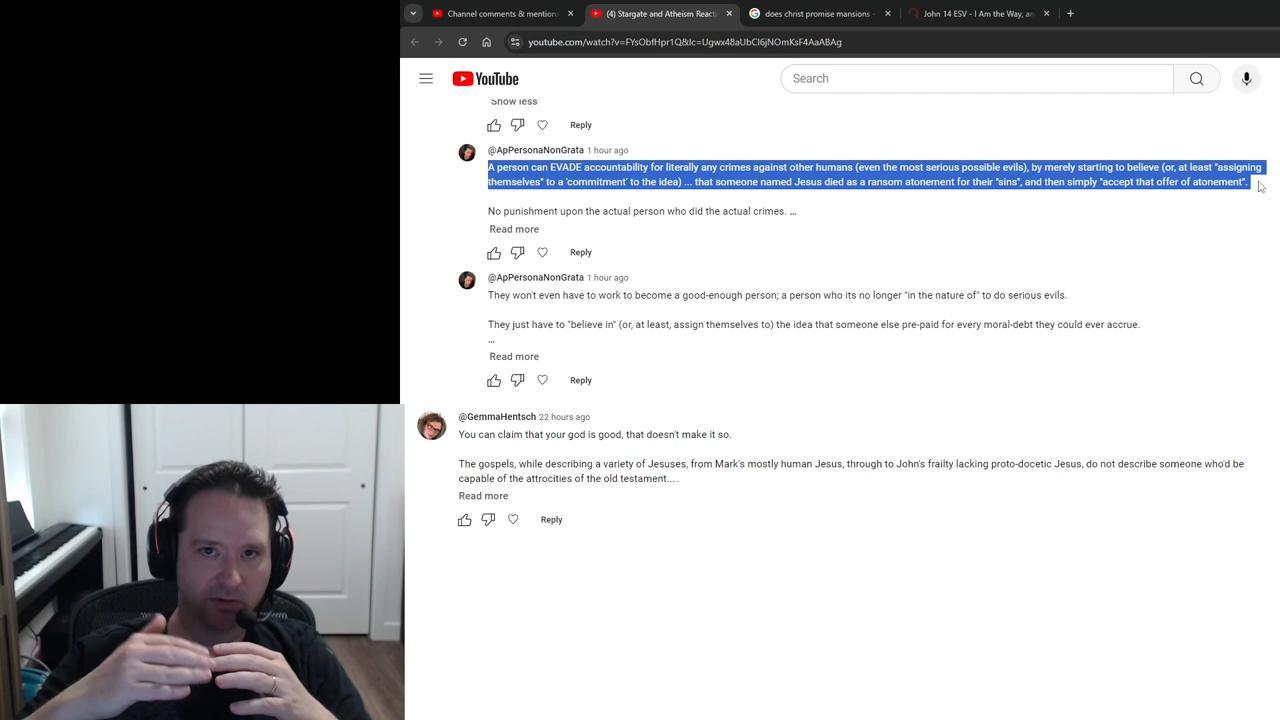 Channel comments & mention
(4) Stargate and Atheism React
does christ promise mansions -
John 14 ESV - I Am the Way, an
youtube.com/watch?v=FYsObfHpr1Q&lc=Ugwx48aUbCl6jNOmKsF4AaABAg
YouTube
Search
Show less
Reply
@ApPersonaNonGrata 1 hour ago
A person can EVADE accountability for literally any crimes against other humans (even the most serious possible evils), by merely starting to believe (or, at least "assigning
themselves" to a 'commitment' to the idea) ... that someone named Jesus died as a ransom atonement for their "sins", and then simply "accept that offer of atonement".
No punishment upon the actual person who did the actual crimes. ...
Read more
Reply
@ApPersonaNonGrata 1 hour ago
They won't even have to work to become a good-enough person; a person who its no longer "in the nature of" to do serious evils.
They just have to "believe in" (or, at least, assign themselves to) the idea that someone else pre-paid for every moral-debt they could ever accrue.
...
Read more
Reply
@GemmaHentsch 22 hours ago
You can claim that your god is good, that doesn't make it so.
The gospels, while describing a variety of Jesuses, from Mark's mostly human Jesus, through to John's frailty lacking proto-docetic Jesus, do not describe someone who'd be
capable of the attrocities of the old testament.....
Read more
Reply